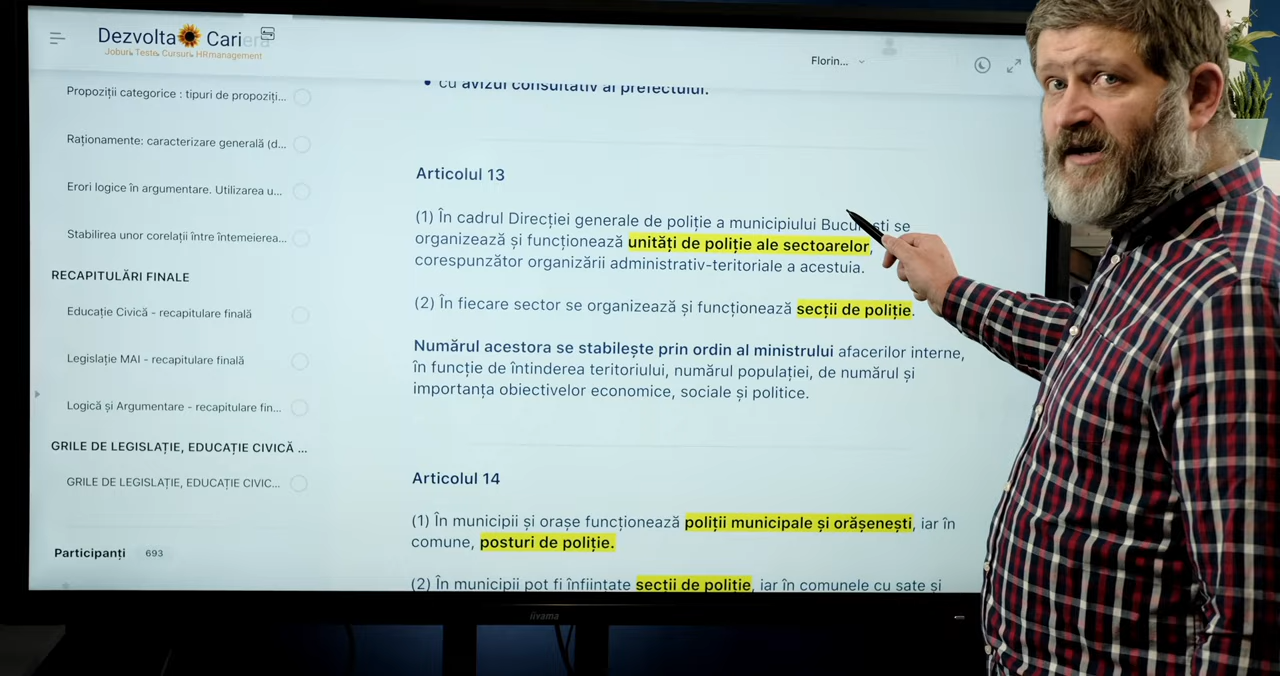 Dezvolta Cariera
Joburi Teste Cursuri HRmanagement
Florin...
Propoziții categorice : tipuri de propoziți...
Raționamente: caracterizare generală (d...
Erori logice în argumentare. Utilizarea u...
Stabilirea unor corelații între întemeierea...
RECAPITULĂRI FINALE
Educație Civică - recapitulare finală
Legislație MAI - recapitulare finală
Logică și Argumentare - recapitulare fin...
GRILE DE LEGISLAȚIE, EDUCAȚIE CIVICĂ ...
GRILE DE LEGISLAȚIE, EDUCAȚIE CIVIC...
Participanți 693
• cu avizul consultativ al prefectului.
Articolul 13
(1) În cadrul Direcției generale de poliție a municipiului București se
organizează și funcționează unități de poliție ale sectoarelor,
corespunzător organizării administrativ-teritoriale a acestuia.
(2) În fiecare sector se organizează și funcționează secții de poliție.
Numărul acestora se stabilește prin ordin al ministrului afacerilor interne,
în funcție de întinderea teritoriului, numărul populației, de numărul și
importanța obiectivelor economice, sociale și politice.
Articolul 14
(1) În municipii și orașe funcționează poliții municipale și orășenești, iar în
comune, posturi de poliție.
(2) În municipii pot fi înființate secții de poliție, iar în comunele cu sate și
iiyama